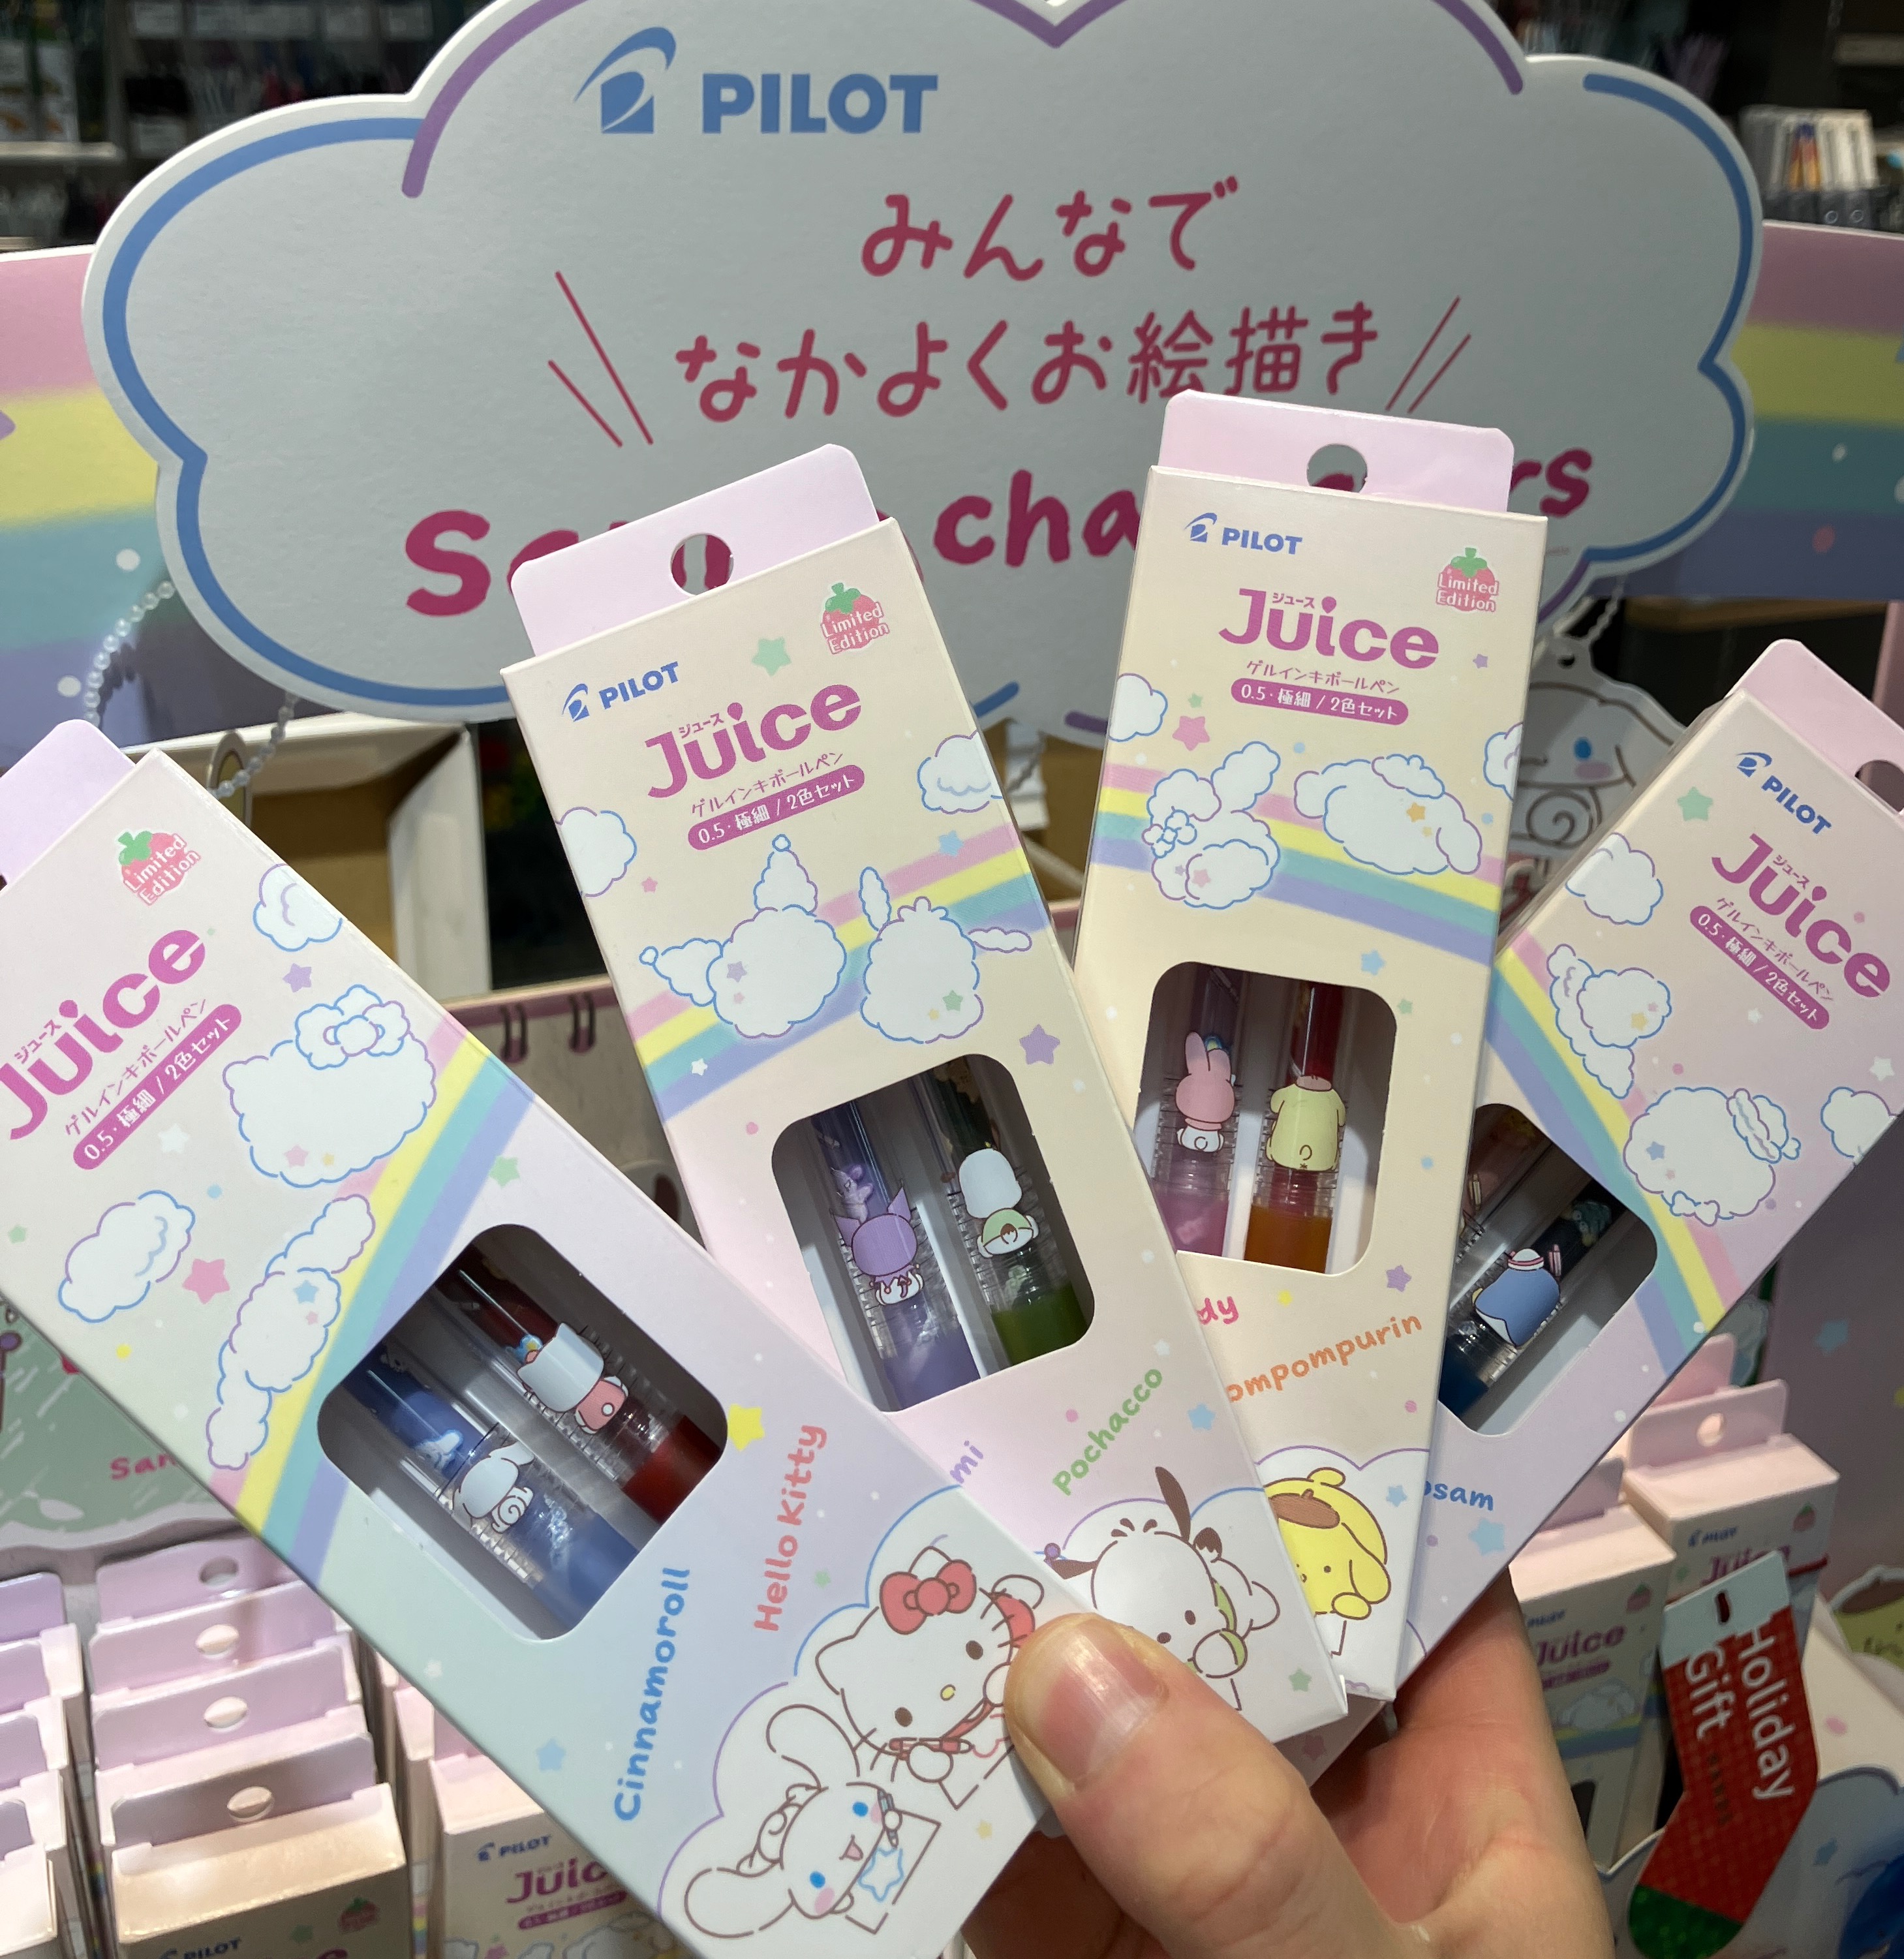 PILOT
みんなで
なかよくお絵描き
PILOT
Limited
Edition
ジュース
Juice
ゲルインキボールペン
0.5・極細 / 2色セット
Pochacco
PILOT
Limited
Edition
ジュース
Juice
ゲルインキボールペン
0.5・極細 / 2色セット
PILOT
ジュース
Juice
ゲルインキボールペン
0.5・極細 / 2色セット
Limited
Edition
ジュース
Juice
ゲルインキボールペン
0.5・極細 / 2色セット
Hello Kitty
Cinnamoroll
Holiday
Gift
PILOT
PILOT
Juice